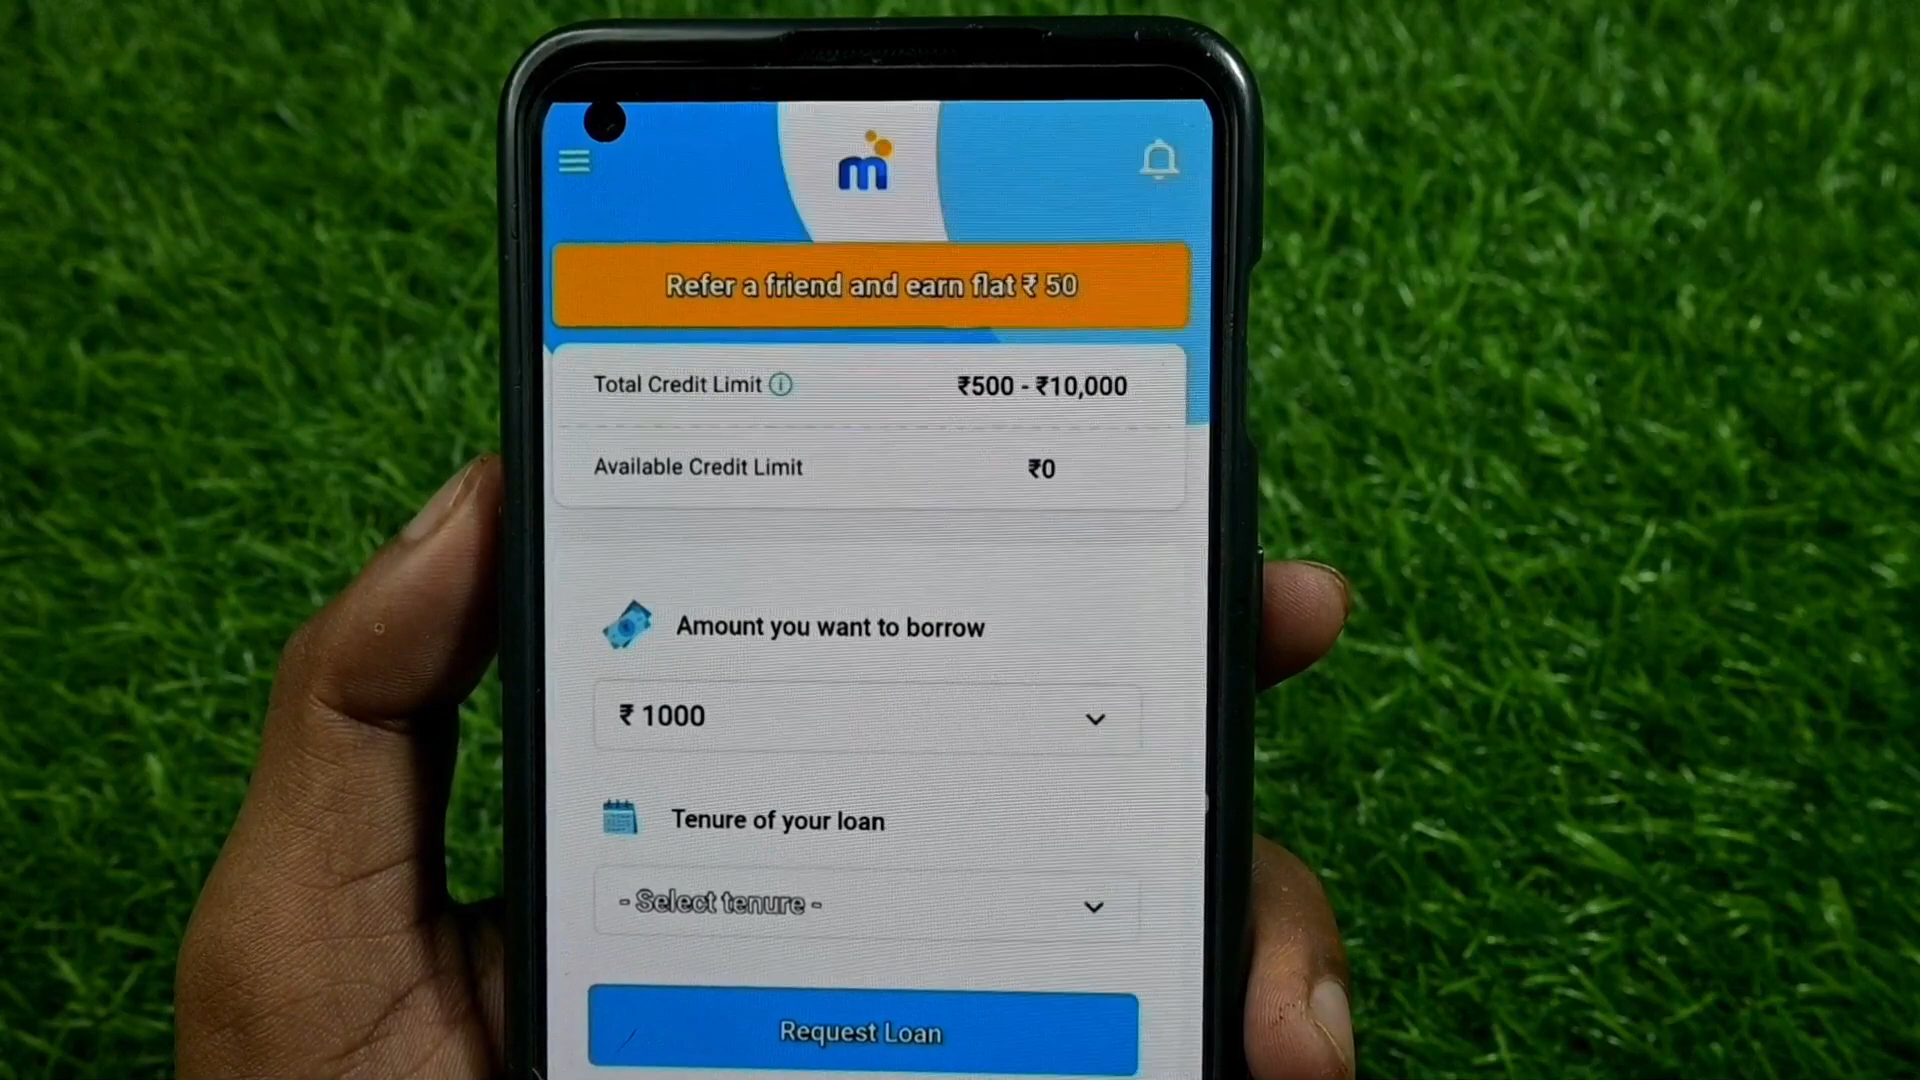 m
Refer a friend and earn flat ₹ 50
Total Credit Limit ₹500 - ₹10,000
Available Credit Limit ₹0
Amount you want to borrow
₹ 1000
Tenure of your loan
- Select tenure -
Request Loan